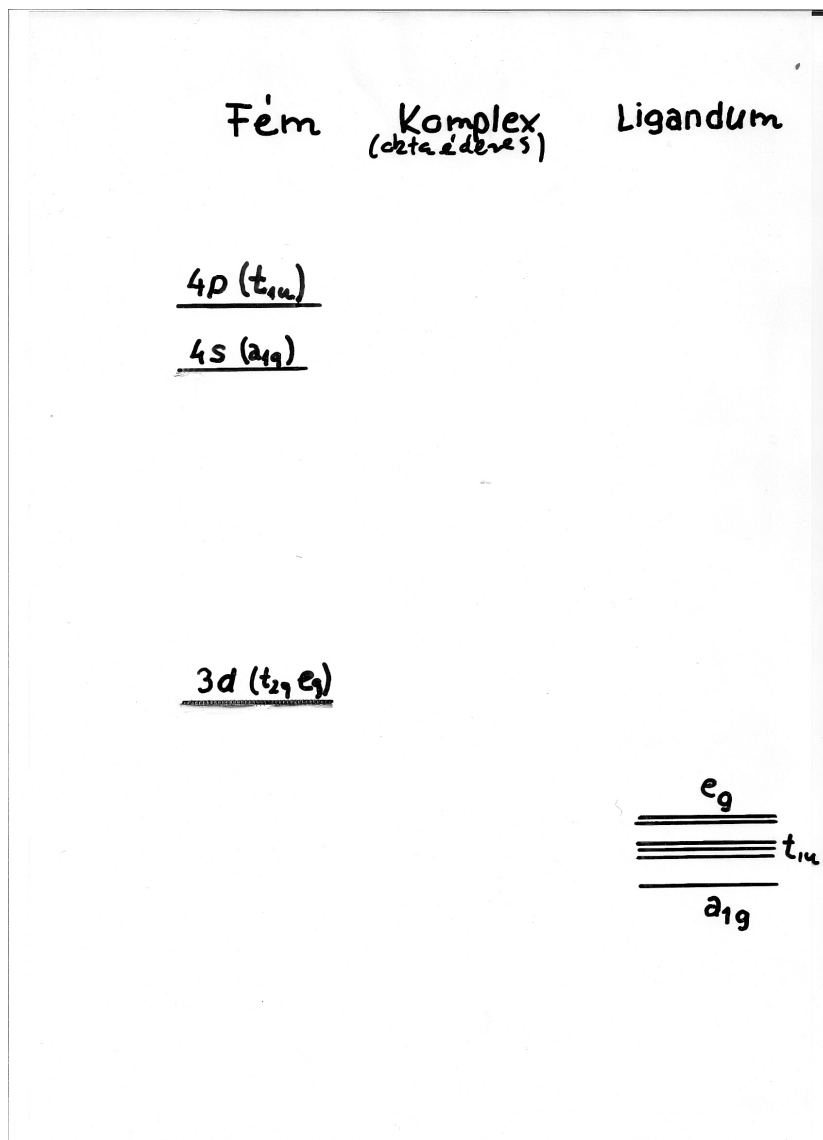 Fém Komplex Ligandum
(oktaéderes)
4p (t1u)
4s (a1g)
3d (t2g eg)
eg
t1u
a1g